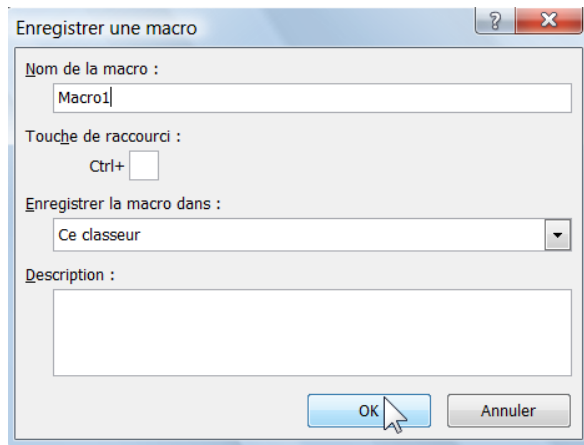 Enregistrer une macro
Nom de la macro :
Macro1
Touche de raccourci :
Ctrl+
Enregistrer la macro dans :
Ce classeur
Description :
OK Annuler